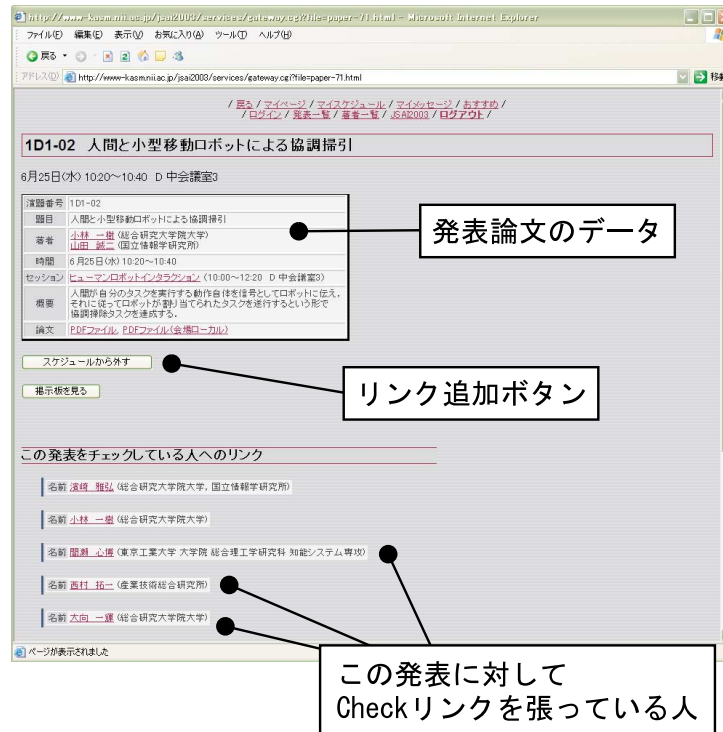 http://www-kasm.nii.ac.jp/jsai2003/services/gateway.cgi?file=paper-71.html - Microsoft Internet Explorer
ファイル(F) 編集(E) 表示(V) お気に入り(A) ツール(T) ヘルプ(H)
戻る
アドレス(D) http://www-kasm.nii.ac.jp/jsai2003/services/gateway.cgi?file=paper-71.html 移動
/ 戻る / マイページ / マイスケジュール / マイメッセージ / おすすめ /
/ ログイン / 発表一覧 / 著者一覧 / JSAI2003 / ログアウト /
1D1-02 人間と小型移動ロボットによる協調掃引
6月25日(水) 10:20～10:40 D 中会議室3
演題番号 1D1-02
題目 人間と小型移動ロボットによる協調掃引
著者 小林 一樹 (総合研究大学院大学)
山田 誠二 (国立情報学研究所)
時間 6月25日(水) 10:20～10:40
セッション ヒューマンロボットインタラクション (10:00～12:20 D 中会議室3)
概要 人間が自分のタスクを実行する動作自体を信号としてロボットに伝え,
それに従ってロボットが割り当てられたタスクを遂行するという形で
協調掃除タスクを達成する.
論文 PDFファイル, PDFファイル(会場ローカル)
発表論文のデータ
スケジュールから外す
リンク追加ボタン
掲示板を見る
この発表をチェックしている人へのリンク
名前 濱崎 雅弘 (総合研究大学院大学, 国立情報学研究所)
名前 小林 一樹 (総合研究大学院大学)
名前 間瀬 心博 (東京工業大学 大学院 総合理工学研究科 知能システム専攻)
名前 西村 拓一 (産業技術総合研究所)
名前 大向 一輝 (総合研究大学院大学)
ページが表示されました
この発表に対して
Checkリンクを張っている人